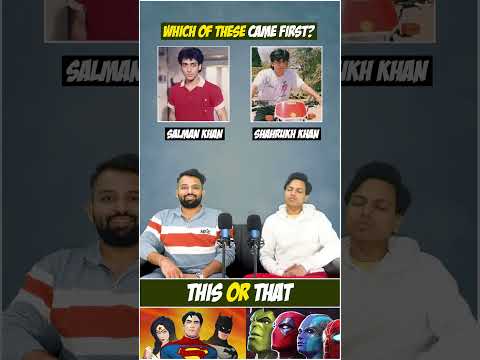 WHICH OF THESE CAME FIRST?
SALMAN KHAN
SHAHRUKH KHAN
THIS OR THAT